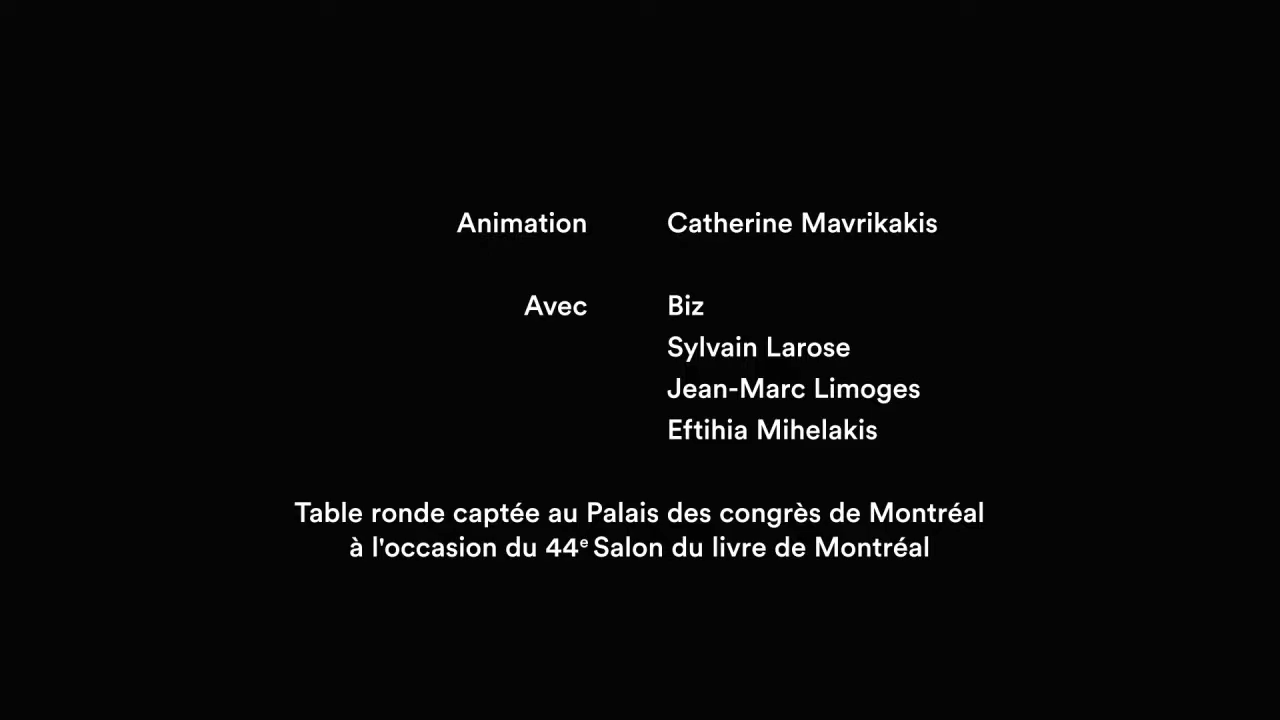 Animation Catherine Mavrikakis
Avec Biz
Sylvain Larose
Jean-Marc Limoges
Eftihia Mihelakis
Table ronde captée au Palais des congrès de Montréal
à l'occasion du 44e Salon du livre de Montréal